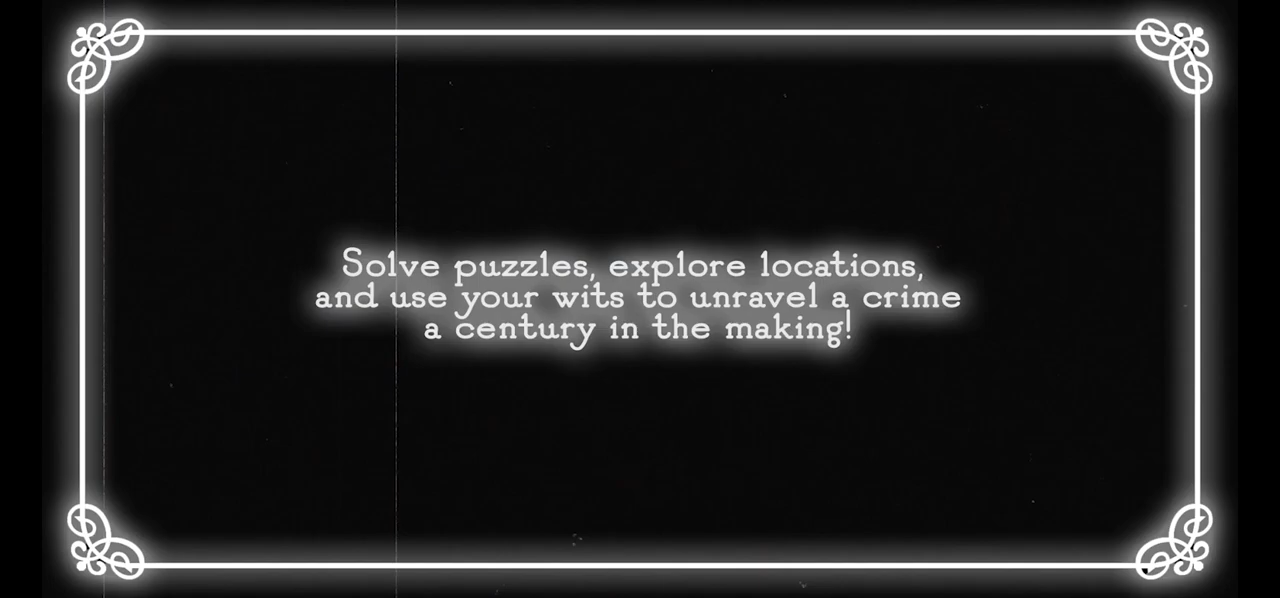 Solve puzzles, explore locations,
and use your wits to unravel a crime
a century in the making!